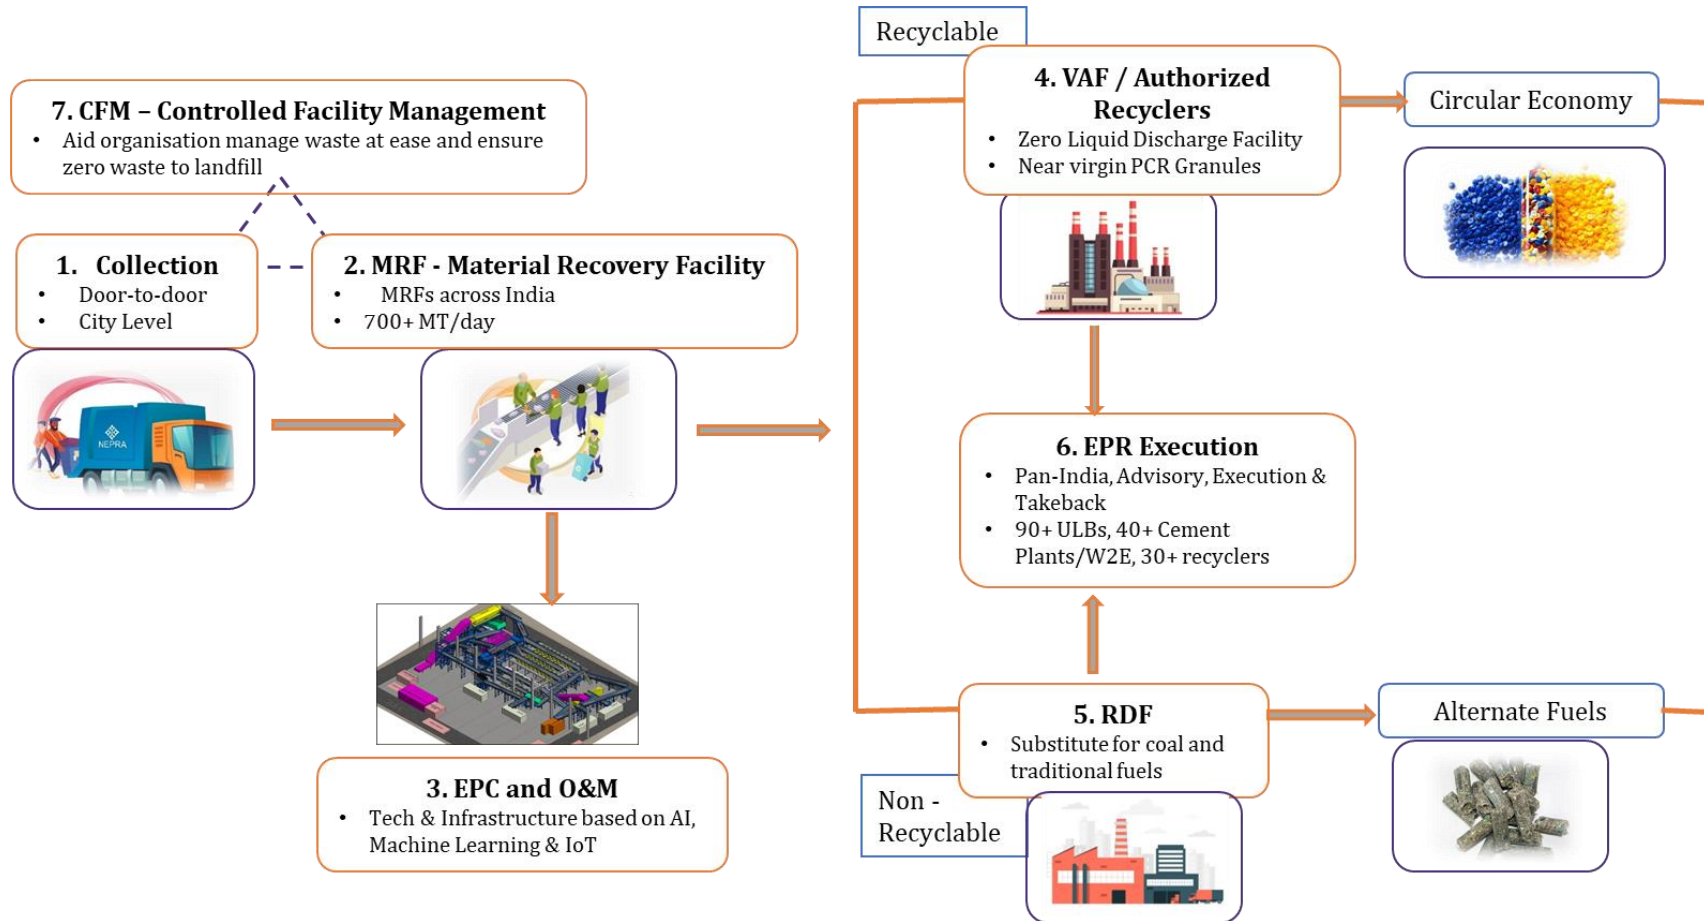 7. CFM – Controlled Facility Management
• Aid organisation manage waste at ease and ensure
zero waste to landfill
1. Collection
• Door-to-door
• City Level
2. MRF - Material Recovery Facility
• MRFs across India
• 700+ MT/day
NEPRA
3. EPC and O&M
• Tech & Infrastructure based on AI,
Machine Learning & IoT
Recyclable
4. VAF / Authorized
Recyclers
• Zero Liquid Discharge Facility
• Near virgin PCR Granules
Circular Economy
6. EPR Execution
• Pan-India, Advisory, Execution &
Takeback
• 90+ ULBs, 40+ Cement
Plants/W2E, 30+ recyclers
5. RDF
• Substitute for coal and
traditional fuels
Non -
Recyclable
Alternate Fuels